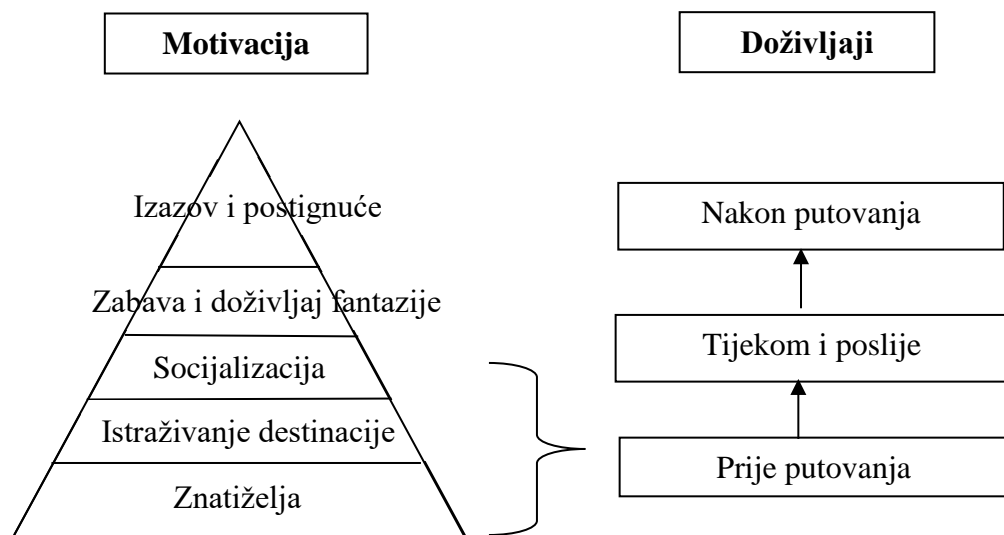 Motivacija
Izazov i postignuće
Zabava i doživljaj fantazije
Socijalizacija
Istraživanje destinacije
Znatiželja
Doživljaji
Nakon putovanja
Tijekom i poslije
Prije putovanja